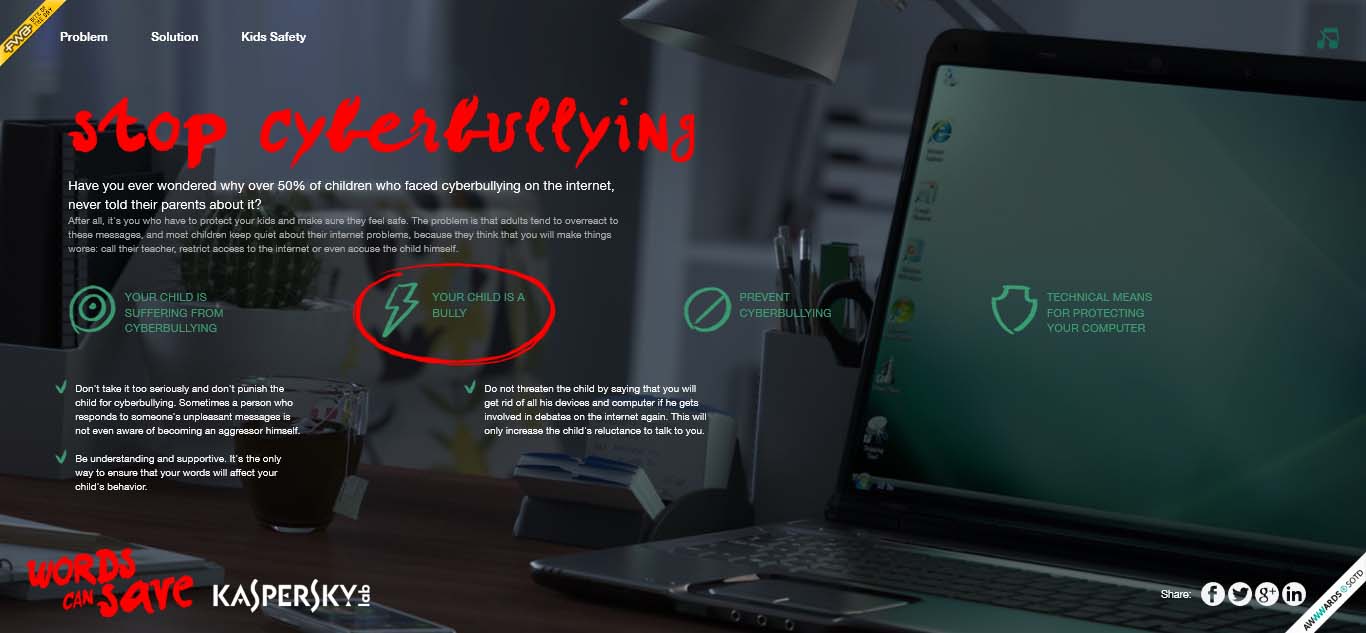 FWA SITE OF THE DAY
Problem
Solution
Kids Safety
stop cyberbullying
Have you ever wondered why over 50% of children who faced cyberbullying on the internet,
never told their parents about it?
After all, it's you who have to protect your kids and make sure they feel safe. The problem is that adults tend to overreact to
these messages, and most children keep quiet about their internet problems, because they think that you will make things
worse: call their teacher, restrict access to the internet or even accuse the child himself.
YOUR CHILD IS
SUFFERING FROM
CYBERBULLYING
YOUR CHILD IS A
BULLY
PREVENT
CYBERBULLYING
TECHNICAL MEANS
FOR PROTECTING
YOUR COMPUTER
Don't take it too seriously and don't punish the
child for cyberbullying. Sometimes a person who
responds to someone's unpleasant messages is
not even aware of becoming an aggressor himself.
Be understanding and supportive. It's the only
way to ensure that your words will affect your
child's behavior.
Do not threaten the child by saying that you will
get rid of all his devices and computer if he gets
involved in debates on the internet again. This will
only increase the child's reluctance to talk to you.
WORDS
CAN save
KASPERSKY lab
Share:
f
g+
in
AWWWARDS SOTD